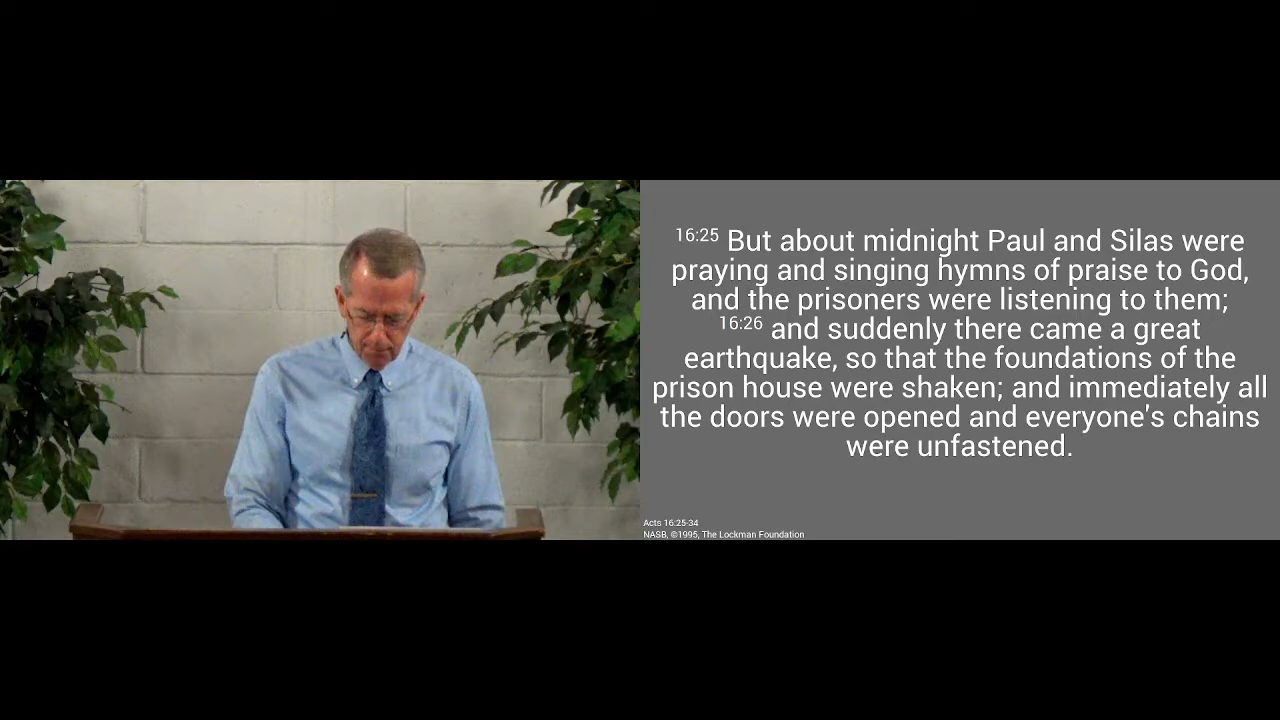 16:25 But about midnight Paul and Silas were
praying and singing hymns of praise to God,
and the prisoners were listening to them;
16:26 and suddenly there came a great
earthquake, so that the foundations of the
prison house were shaken; and immediately all
the doors were opened and everyone's chains
were unfastened.
Acts 16:25-34
NASB, ©1995, The Lockman Foundation